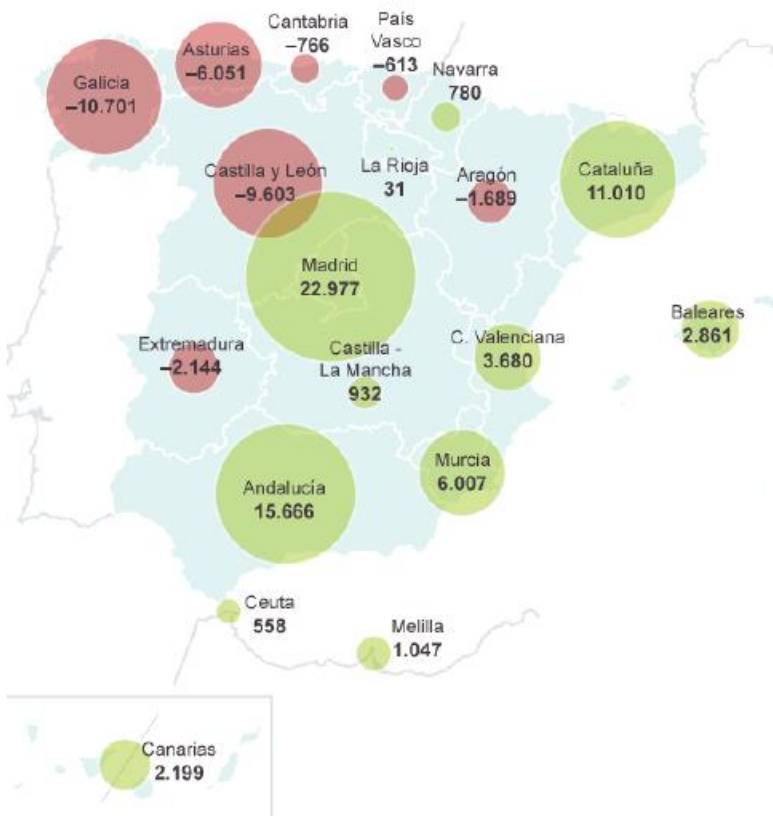 Cantabria
–766
País
Vasco
–613
Asturias
–6.051
Navarra
780
Galicia
–10.701
Castilla y León
–9.603
La Rioja
31
Aragón
–1.689
Cataluña
11.010
Madrid
22.977
Baleares
2.861
Extremadura
–2.144
Castilla -
La Mancha
932
C. Valenciana
3.680
Murcia
6.007
Andalucía
15.666
Ceuta
558
Melilla
1.047
Canarias
2.199